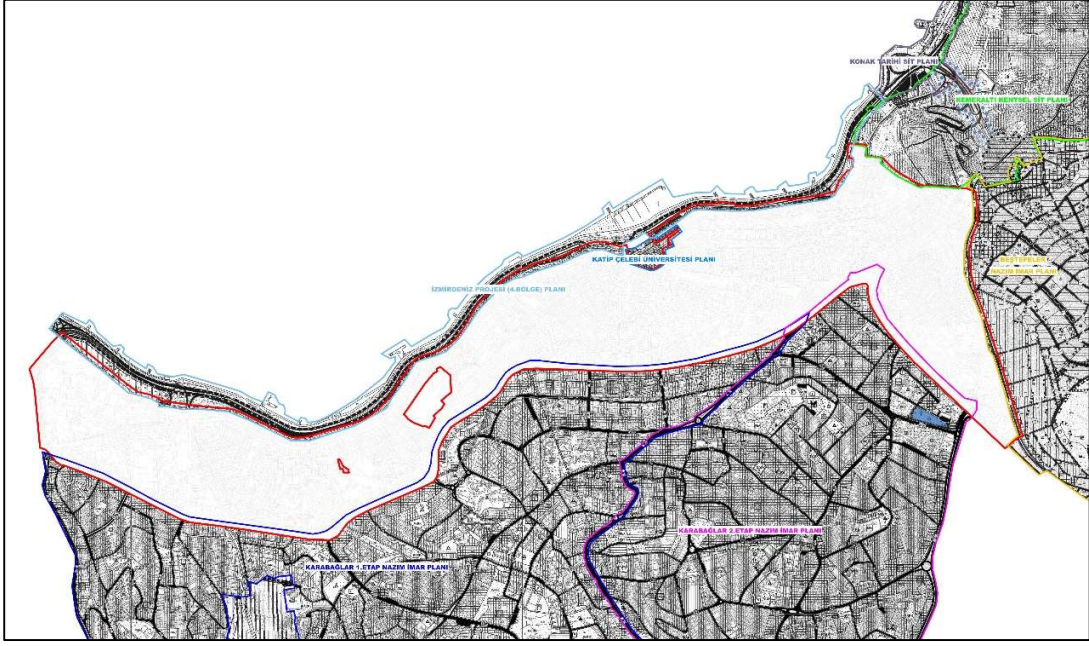 KONAK TARİHİ SİT PLANI
KEMERALTI KENTSEL SİT PLANI
KATİP ÇELEBİ ÜNİVERSİTESİ PLANI
BEŞTEPELER
NAZIM İMAR PLANI
İZMİRDENİZ PROJESİ (4.BÖLGE) PLANI
KARABAĞLAR 2.ETAP NAZIM İMAR PLANI
KARABAĞLAR 1.ETAP NAZIM İMAR PLANI